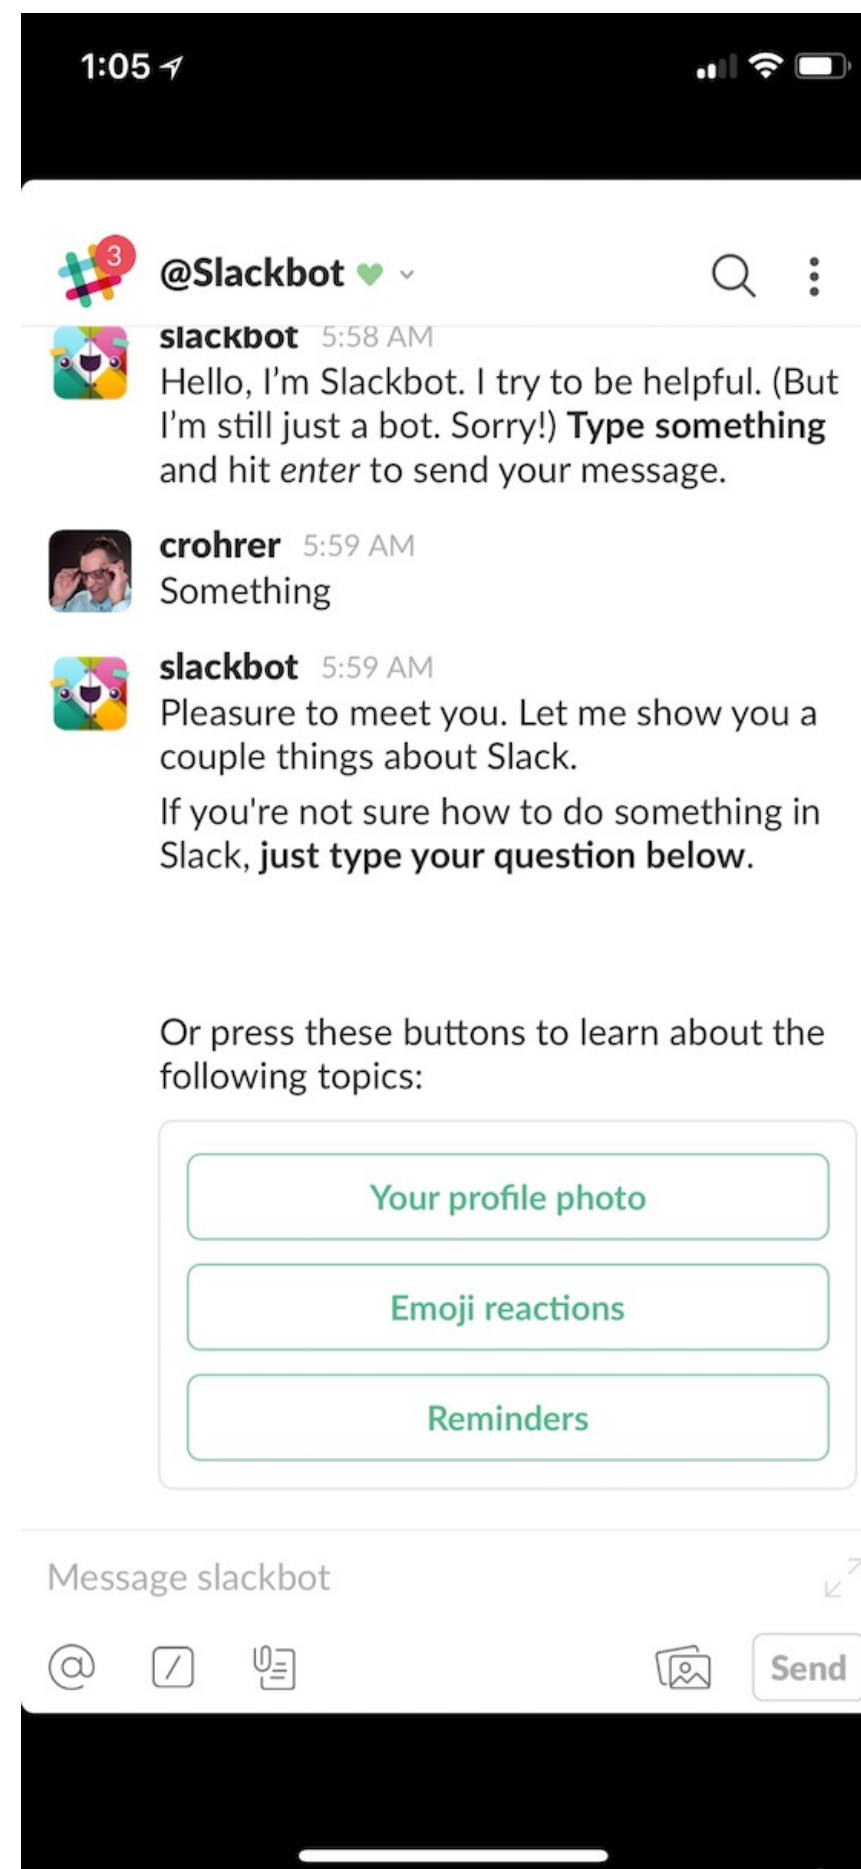 1:05
3
@Slackbot
slackbot 5:58 AM
Hello, I’m Slackbot. I try to be helpful. (But
I’m still just a bot. Sorry!) Type something
and hit enter to send your message.
crohrer 5:59 AM
Something
slackbot 5:59 AM
Pleasure to meet you. Let me show you a
couple things about Slack.
If you're not sure how to do something in
Slack, just type your question below.
Or press these buttons to learn about the
following topics:
Your profile photo
Emoji reactions
Reminders
Message slackbot
@ /
Send